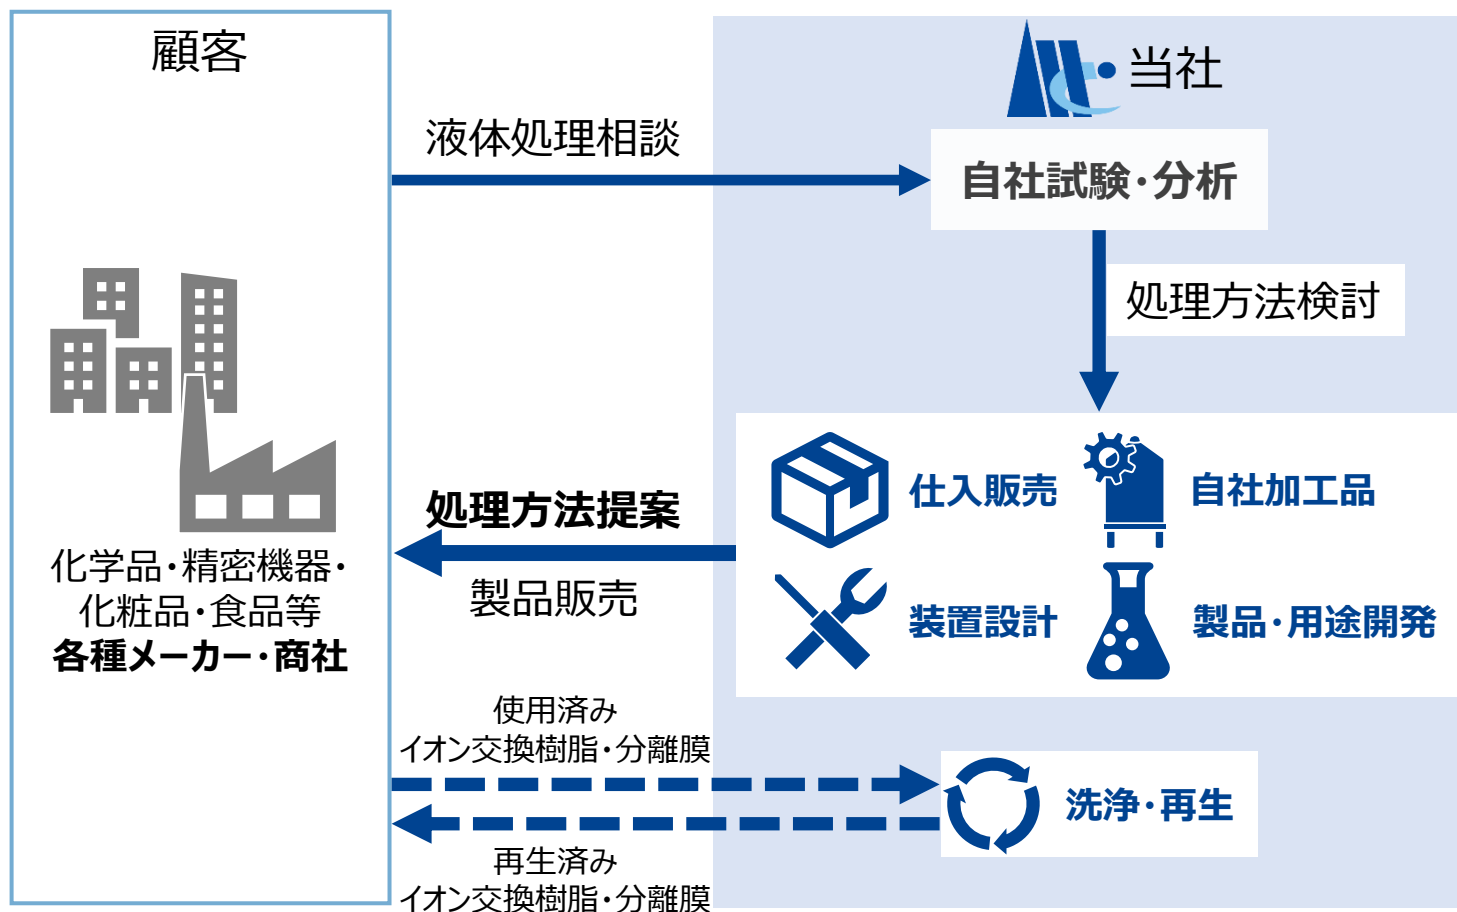 顧客
当社
液体処理相談
自社試験・分析
処理方法検討
仕入販売
自社加工品
装置設計
製品・用途開発
処理方法提案
製品販売
化学品・精密機器・
化粧品・食品等
各種メーカー・商社
使用済み
イオン交換樹脂・分離膜
洗浄・再生
再生済み
イオン交換樹脂・分離膜